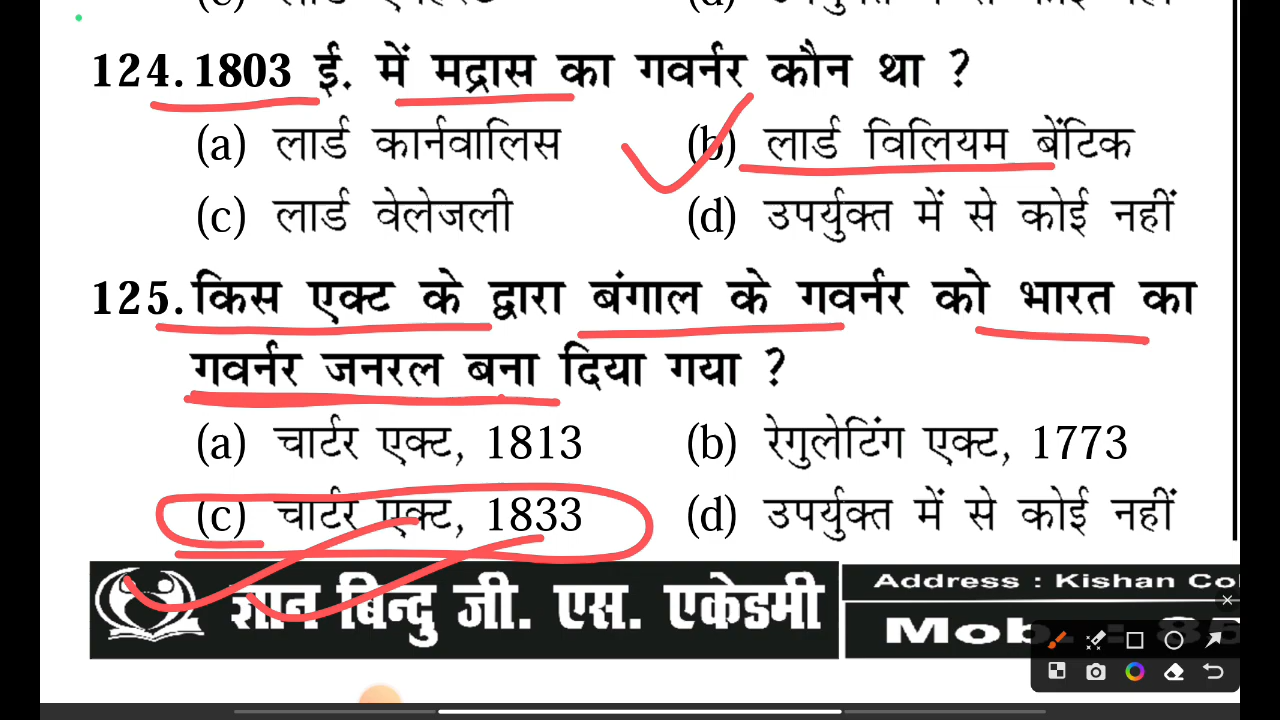 124. 1803 ई. में मद्रास का गवर्नर कौन था ?
(a) लार्ड कार्नवालिस (b) लार्ड विलियम बेंटिक
(c) लार्ड वेलेजली (d) उपर्युक्त में से कोई नहीं
125. किस एक्ट के द्वारा बंगाल के गवर्नर को भारत का
गवर्नर जनरल बना दिया गया ?
(a) चार्टर एक्ट, 1813 (b) रेगुलेटिंग एक्ट, 1773
(c) चार्टर एक्ट, 1833 (d) उपर्युक्त में से कोई नहीं
ज्ञान बिन्दु जी. एस. एकेडमी
Address : Kishan
Mob. :